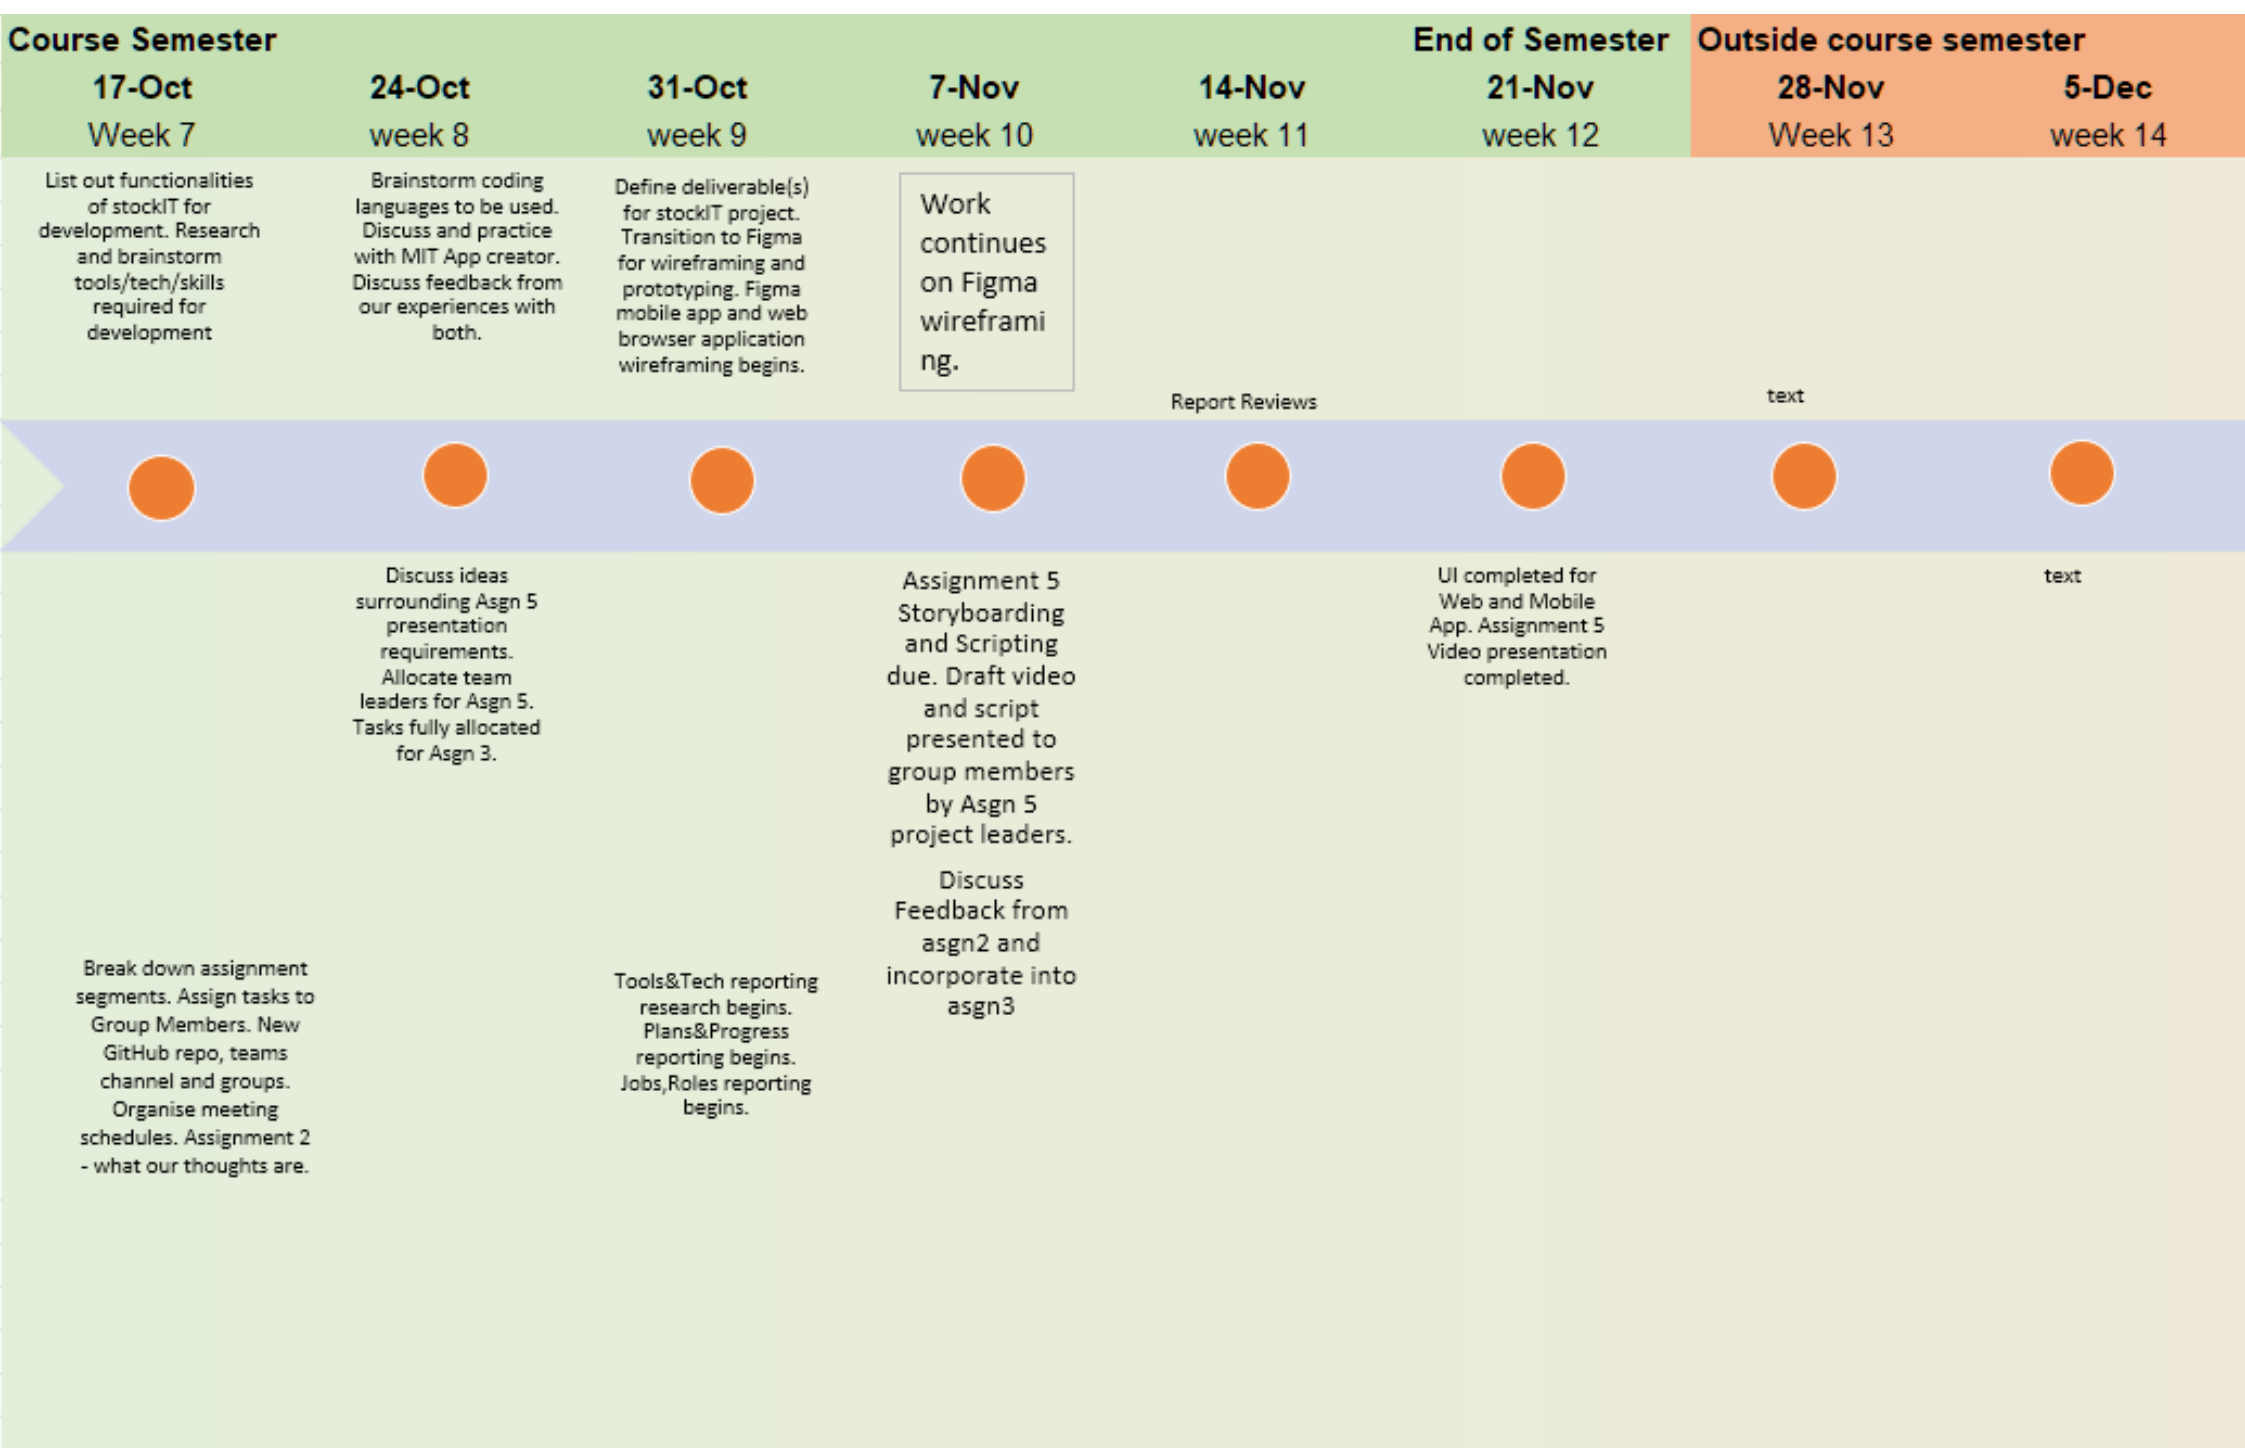 Course Semester
End of Semester
Outside course semester
17-Oct
24-Oct
31-Oct
7-Nov
14-Nov
21-Nov
28-Nov
5-Dec
Week 7
week 8
week 9
week 10
week 11
week 12
Week 13
week 14
List out functionalities
of stockIT for
development. Research
and brainstorm
tools/tech/skills
required for
development
Brainstorm coding
languages to be used.
Discuss and practice
with MIT App creator.
Discuss feedback from
our experiences with
both.
Define deliverable(s)
for stockIT project.
Transition to Figma
for wireframing and
prototyping. Figma
mobile app and web
browser application
wireframing begins.
Work
continues
on Figma
wireframi
ng.
Report Reviews
text
Break down assignment
segments. Assign tasks to
Group Members. New
GitHub repo, teams
channel and groups.
Organise meeting
schedules. Assignment 2
- what our thoughts are.
Discuss ideas
surrounding Asgn 5
presentation
requirements.
Allocate team
leaders for Asgn 5.
Tasks fully allocated
for Asgn 3.
Tools&Tech reporting
research begins.
Plans&Progress
reporting begins.
Jobs,Roles reporting
begins.
Assignment 5
Storyboarding
and Scripting
due. Draft video
and script
presented to
group members
by Asgn 5
project leaders.
Discuss
Feedback from
asgn2 and
incorporate into
asgn3
UI completed for
Web and Mobile
App. Assignment 5
Video presentation
completed.
text